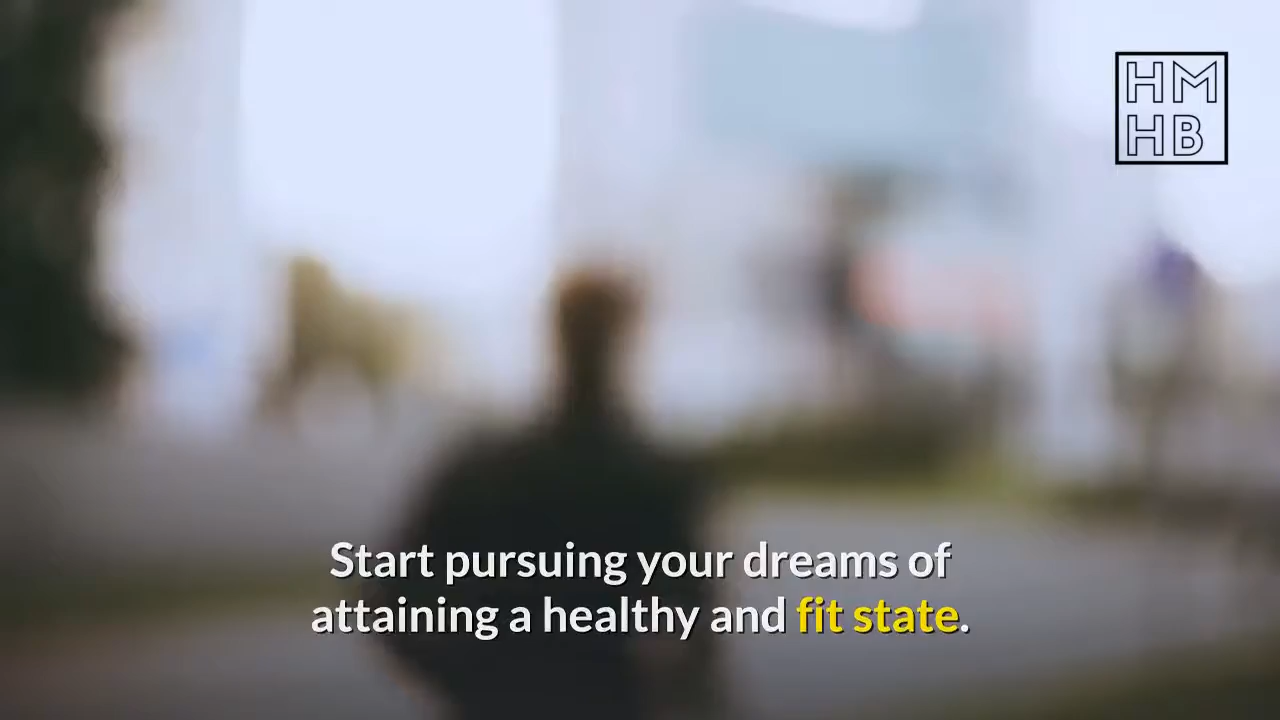 HM
HB
Start pursuing your dreams of
attaining a healthy and fit state.